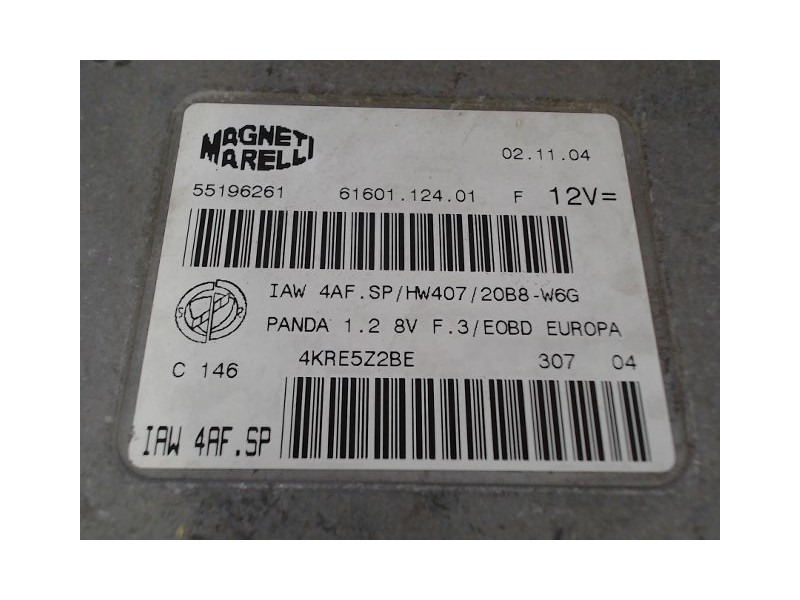 MAGNETI MARELLI
02.11.04
55196261 61601.124.01 F 12V=
IAW 4AF.SP/HW407/20B8-W6G
S R
PANDA 1.2 8V F.3/EOBD EUROPA
C 146 4KRE5Z2BE 307 04
IAW 4AF.SP